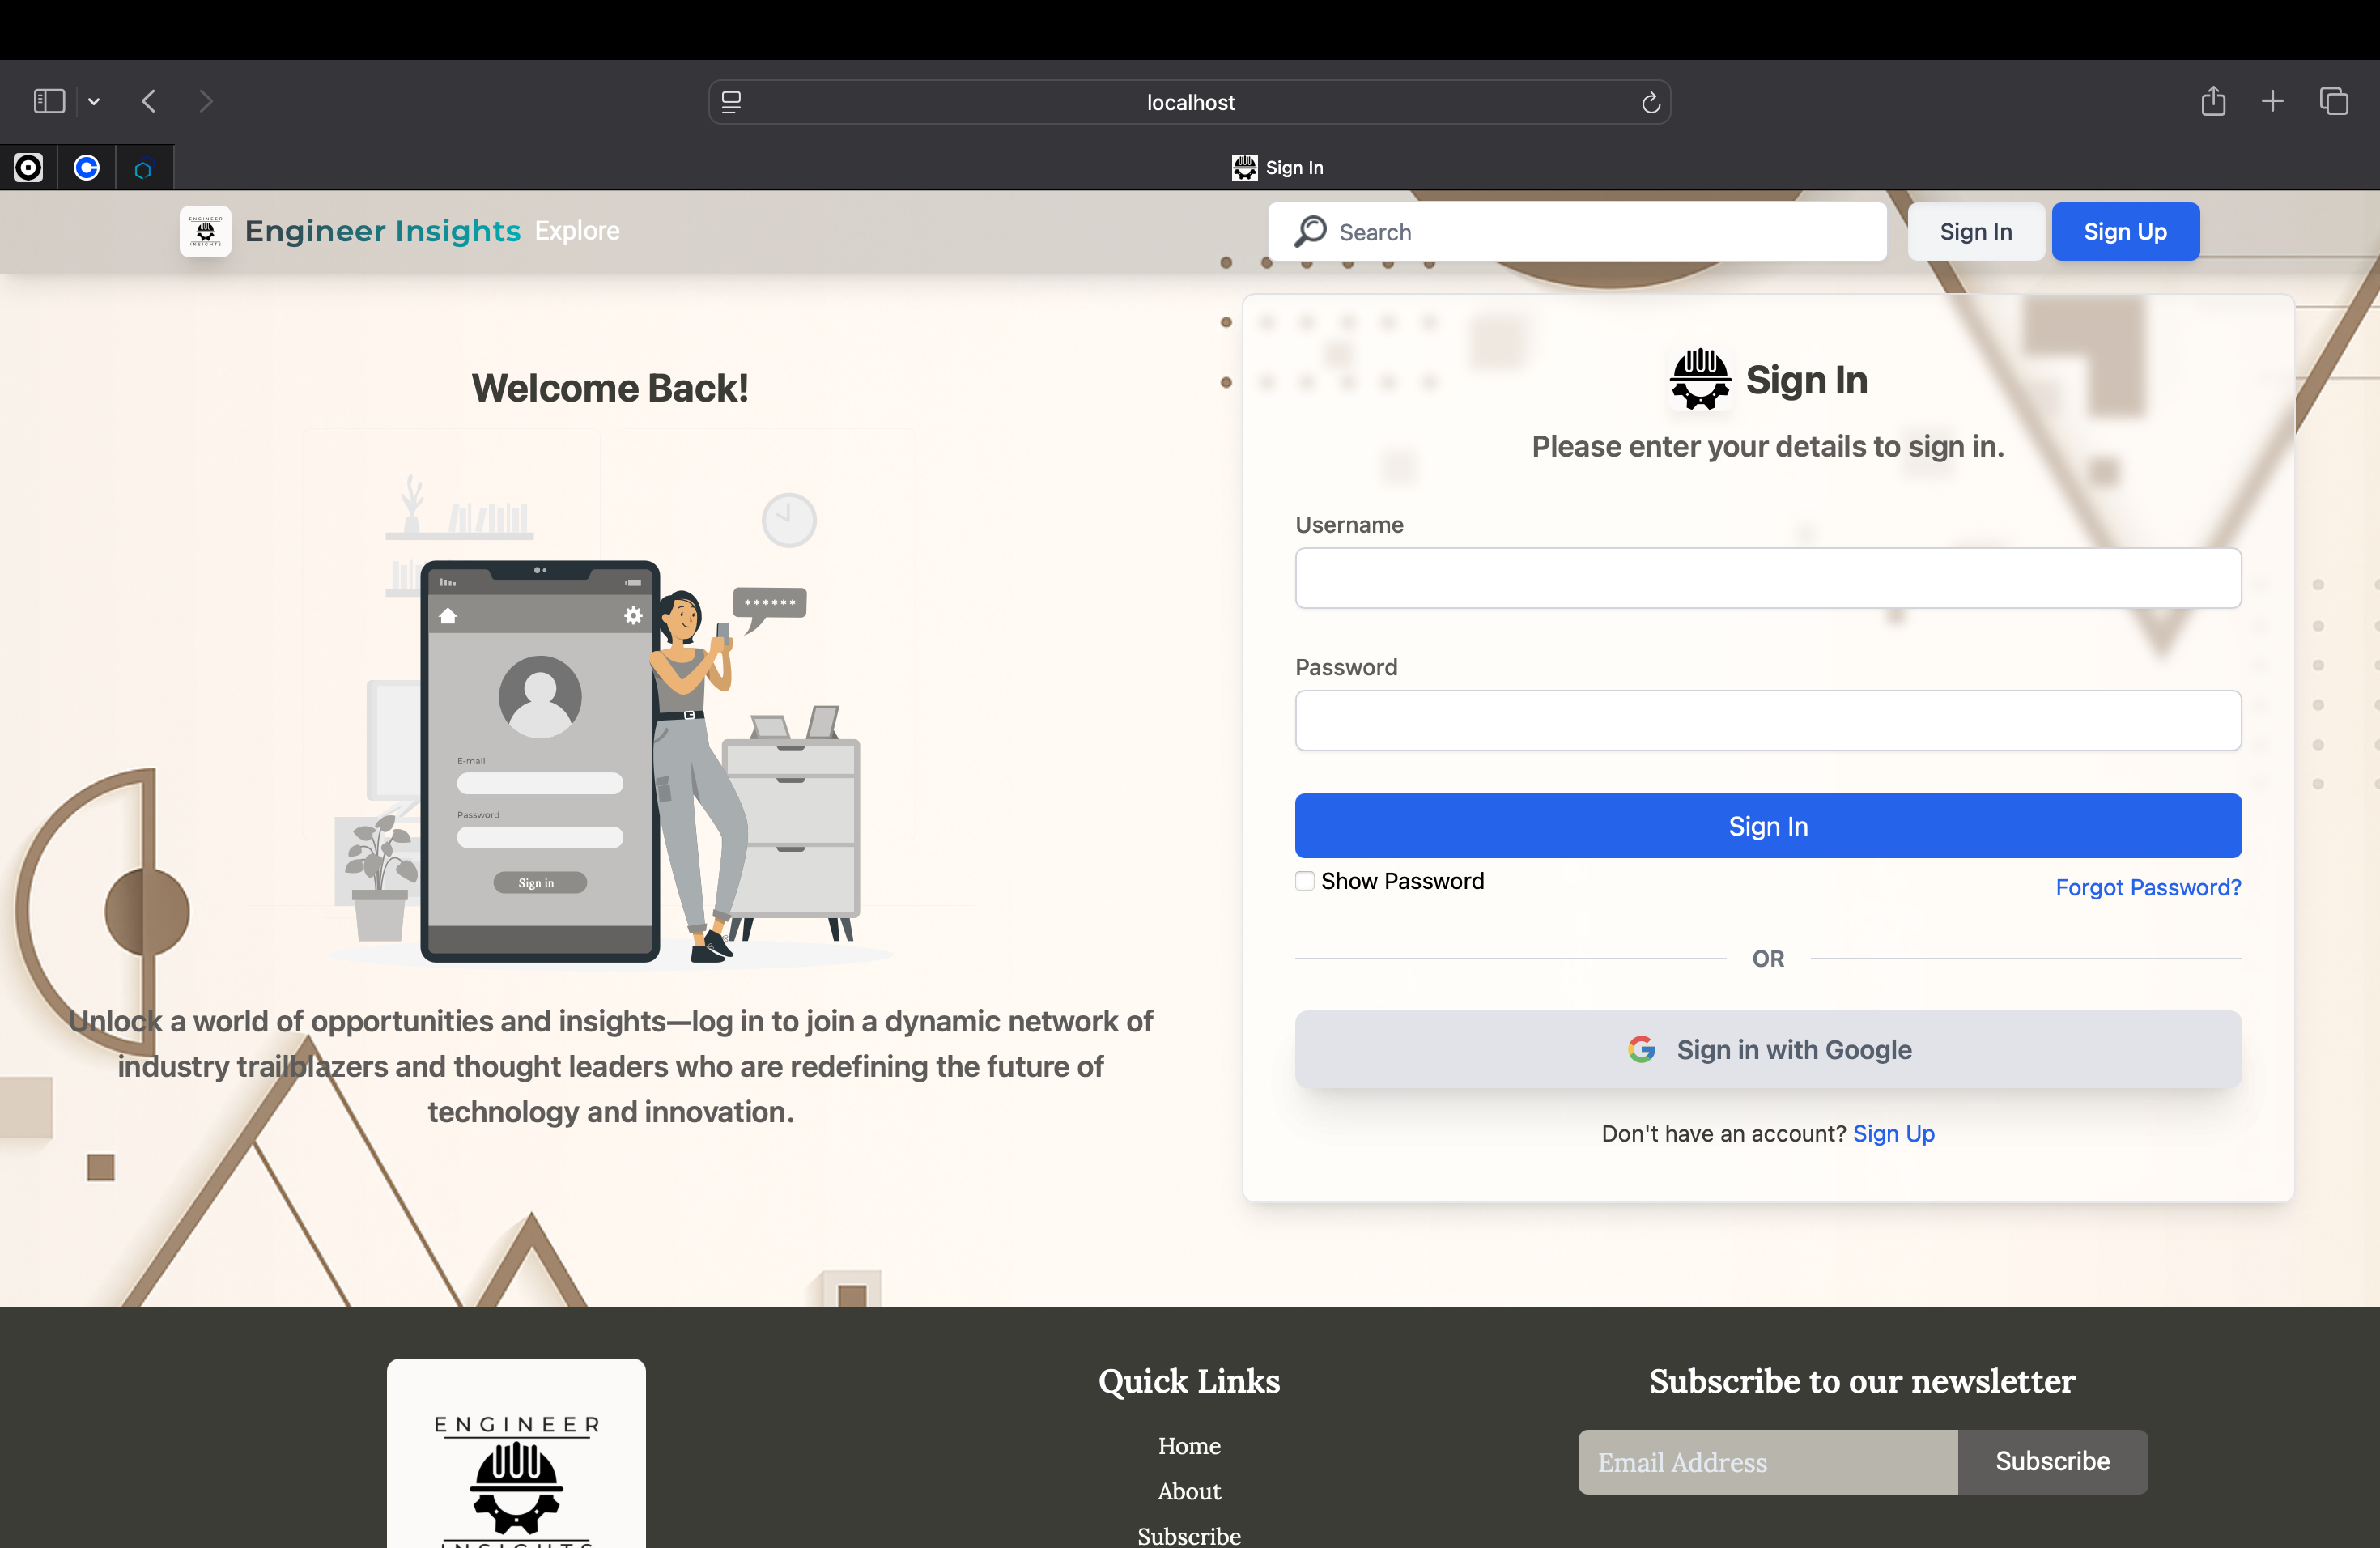 localhost
Sign In
ENGINEER
INSIGHTS
Engineer Insights Explore
Search
Sign In
Sign Up
Welcome Back!
******
E-mail
Password
Sign in
Unlock a world of opportunities and insights—log in to join a dynamic network of
industry trailblazers and thought leaders who are redefining the future of
technology and innovation.
Sign In
Please enter your details to sign in.
Username
Password
Sign In
Show Password
Forgot Password?
OR
Sign in with Google
Don't have an account? Sign Up
ENGINEER
INSIGHTS
Quick Links
Home
About
Subscribe
Subscribe to our newsletter
Email Address
Subscribe